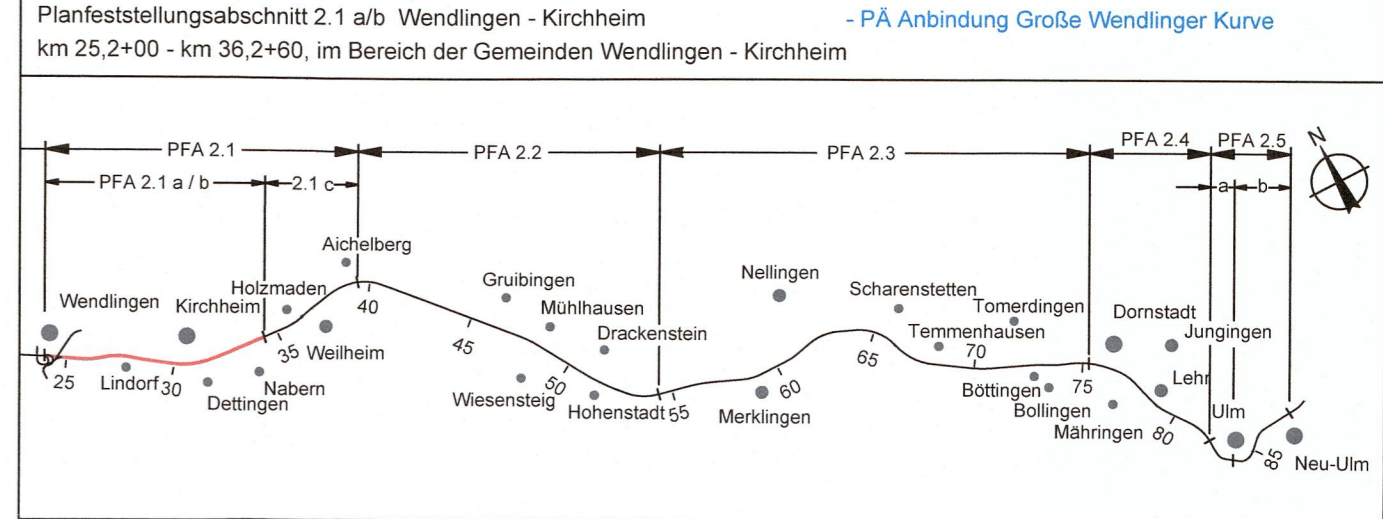 Planfeststellungsabschnitt 2.1 a/b Wendlingen - Kirchheim - PÄ Anbindung Große Wendlinger Kurve
km 25,2+00 - km 36,2+60, im Bereich der Gemeinden Wendlingen - Kirchheim
PFA 2.1 PFA 2.2 PFA 2.3 PFA 2.4 PFA 2.5
PFA 2.1 a / b 2.1 c a b
N
Aichelberg
Wendlingen Kirchheim Holzmaden 40 Gruibingen Mühlhausen Drackenstein Nellingen Scharenstetten Tomerdingen Dornstadt Jungingen
25 Lindorf 30 Dettingen Nabern 35 Weilheim 45 Wiesensteig 50 Hohenstadt 55 Merklingen 60 65 Temmenhausen 70 Böttingen Bollingen 75 Mähringen Lehr 80 Ulm 85 Neu-Ulm